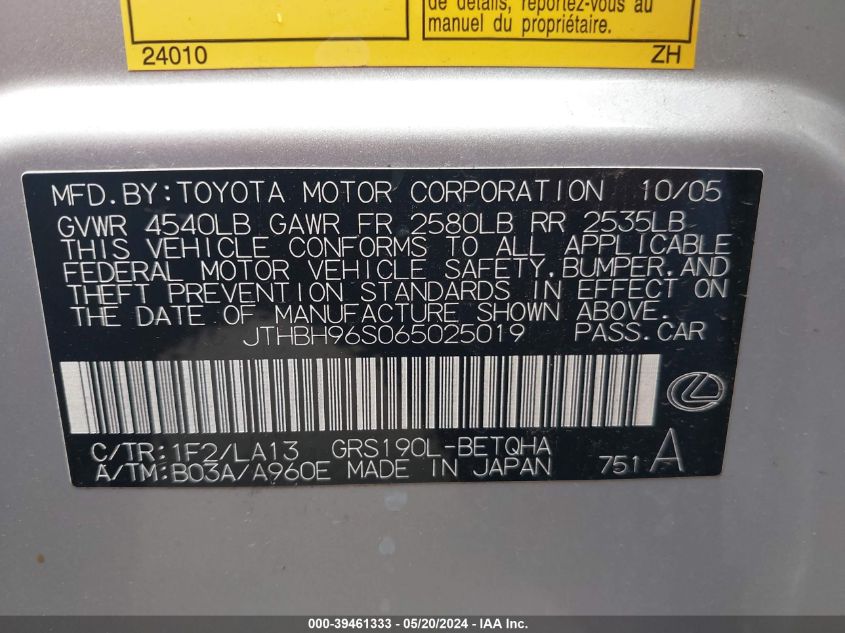 de détails, reportez-vous au
manuel du propriétaire.
24010 ZH
MFD. BY: TOYOTA MOTOR CORPORATION 10/05
GVWR 4540LB GAWR FR 2580LB RR 2535LB
THIS VEHICLE CONFORMS TO ALL APPLICABLE
FEDERAL MOTOR VEHICLE SAFETY, BUMPER, AND
THEFT PREVENTION STANDARDS IN EFFECT ON
THE DATE OF MANUFACTURE SHOWN ABOVE.
JTHBH96S065025019 PASS. CAR
C/TR: 1F2/LA13 GRS190L-BETQHA
A/TM: B03A/A960E MADE IN JAPAN 751 A
000-39461333 - 05/20/2024 - IAA Inc.